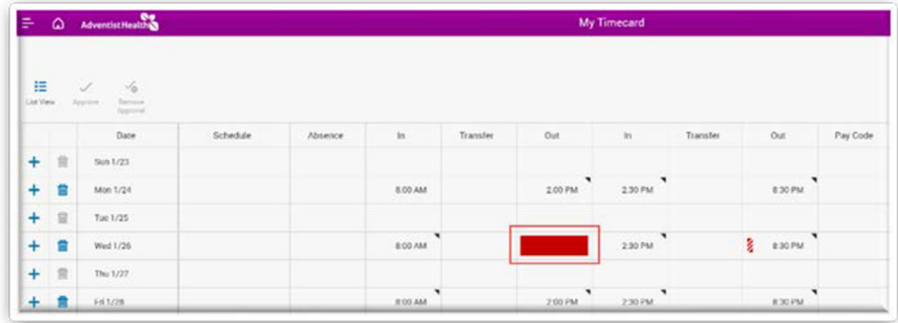 AdventistHealth My Timecard
List View Approve Remove Approval
Date Schedule Absence In Transfer Out In Transfer Out Pay Code
Sun 1/23
Mon 1/24 8:00 AM 2:00 PM 2:30 PM 8:30 PM
Tue 1/25
Wed 1/26 8:00 AM 2:30 PM 8:30 PM
Thu 1/27
Fri 1/28 8:00 AM 2:00 PM 2:30 PM 8:30 PM